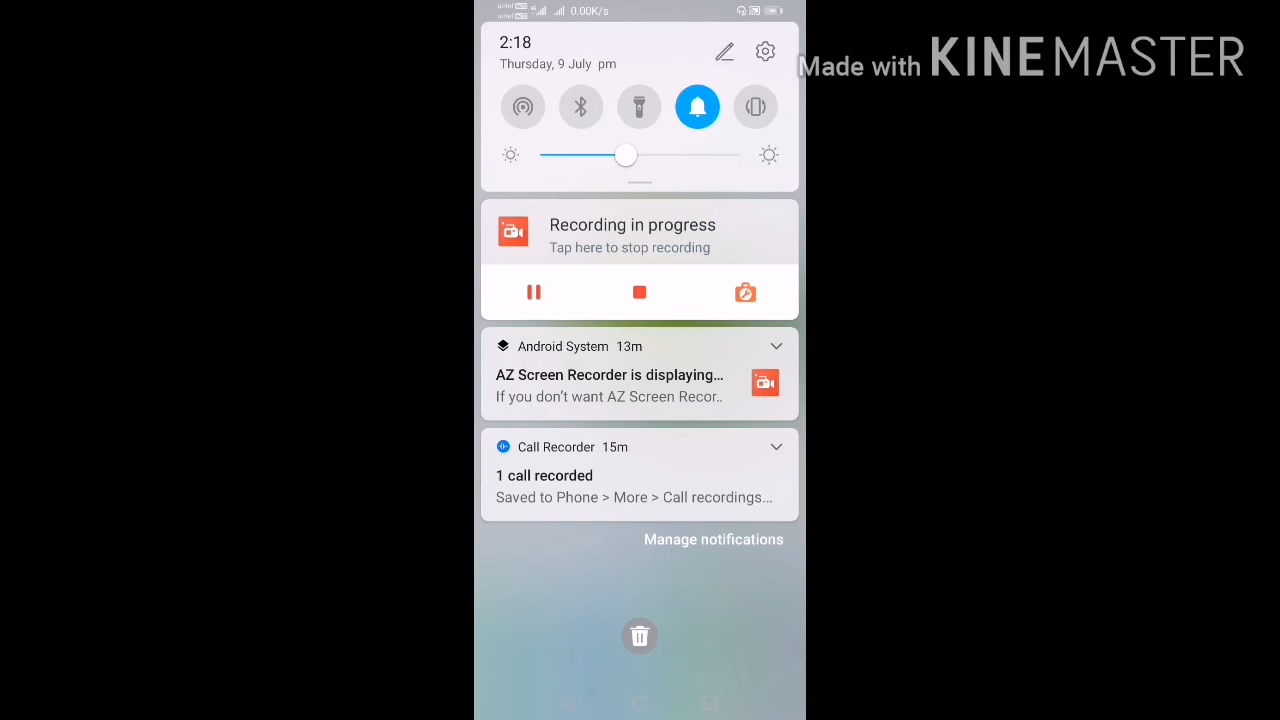 airtel
airtel
0.00K/s
Made with KINEMASTER
2:18
Thursday, 9 July pm
Recording in progress
Tap here to stop recording
Android System 13m
AZ Screen Recorder is displaying…
If you don't want AZ Screen Recor..
Call Recorder 15m
1 call recorded
Saved to Phone > More > Call recordings...
Manage notifications